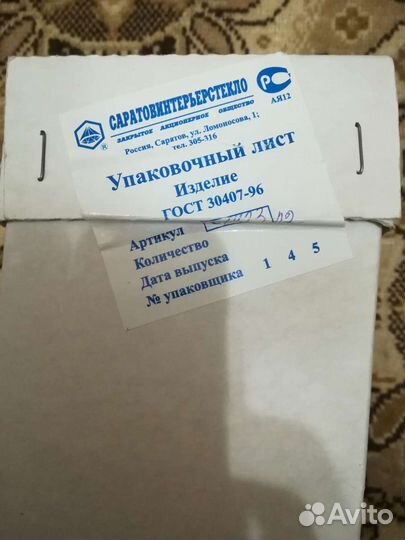 САРАТОВИНТЕРЬЕРСТЕКЛО
ЗАКРЫТОЕ АКЦИОНЕРНОЕ ОБЩЕСТВО
Россия, Саратов, ул. Ломоносова, 1;
тел. 305-316
РС
АЯ12
®
Упаковочный лист
Изделие
ГОСТ 30407-96
Артикул
Количество
Дата выпуска
№ упаковщика 1 4 5
Avito